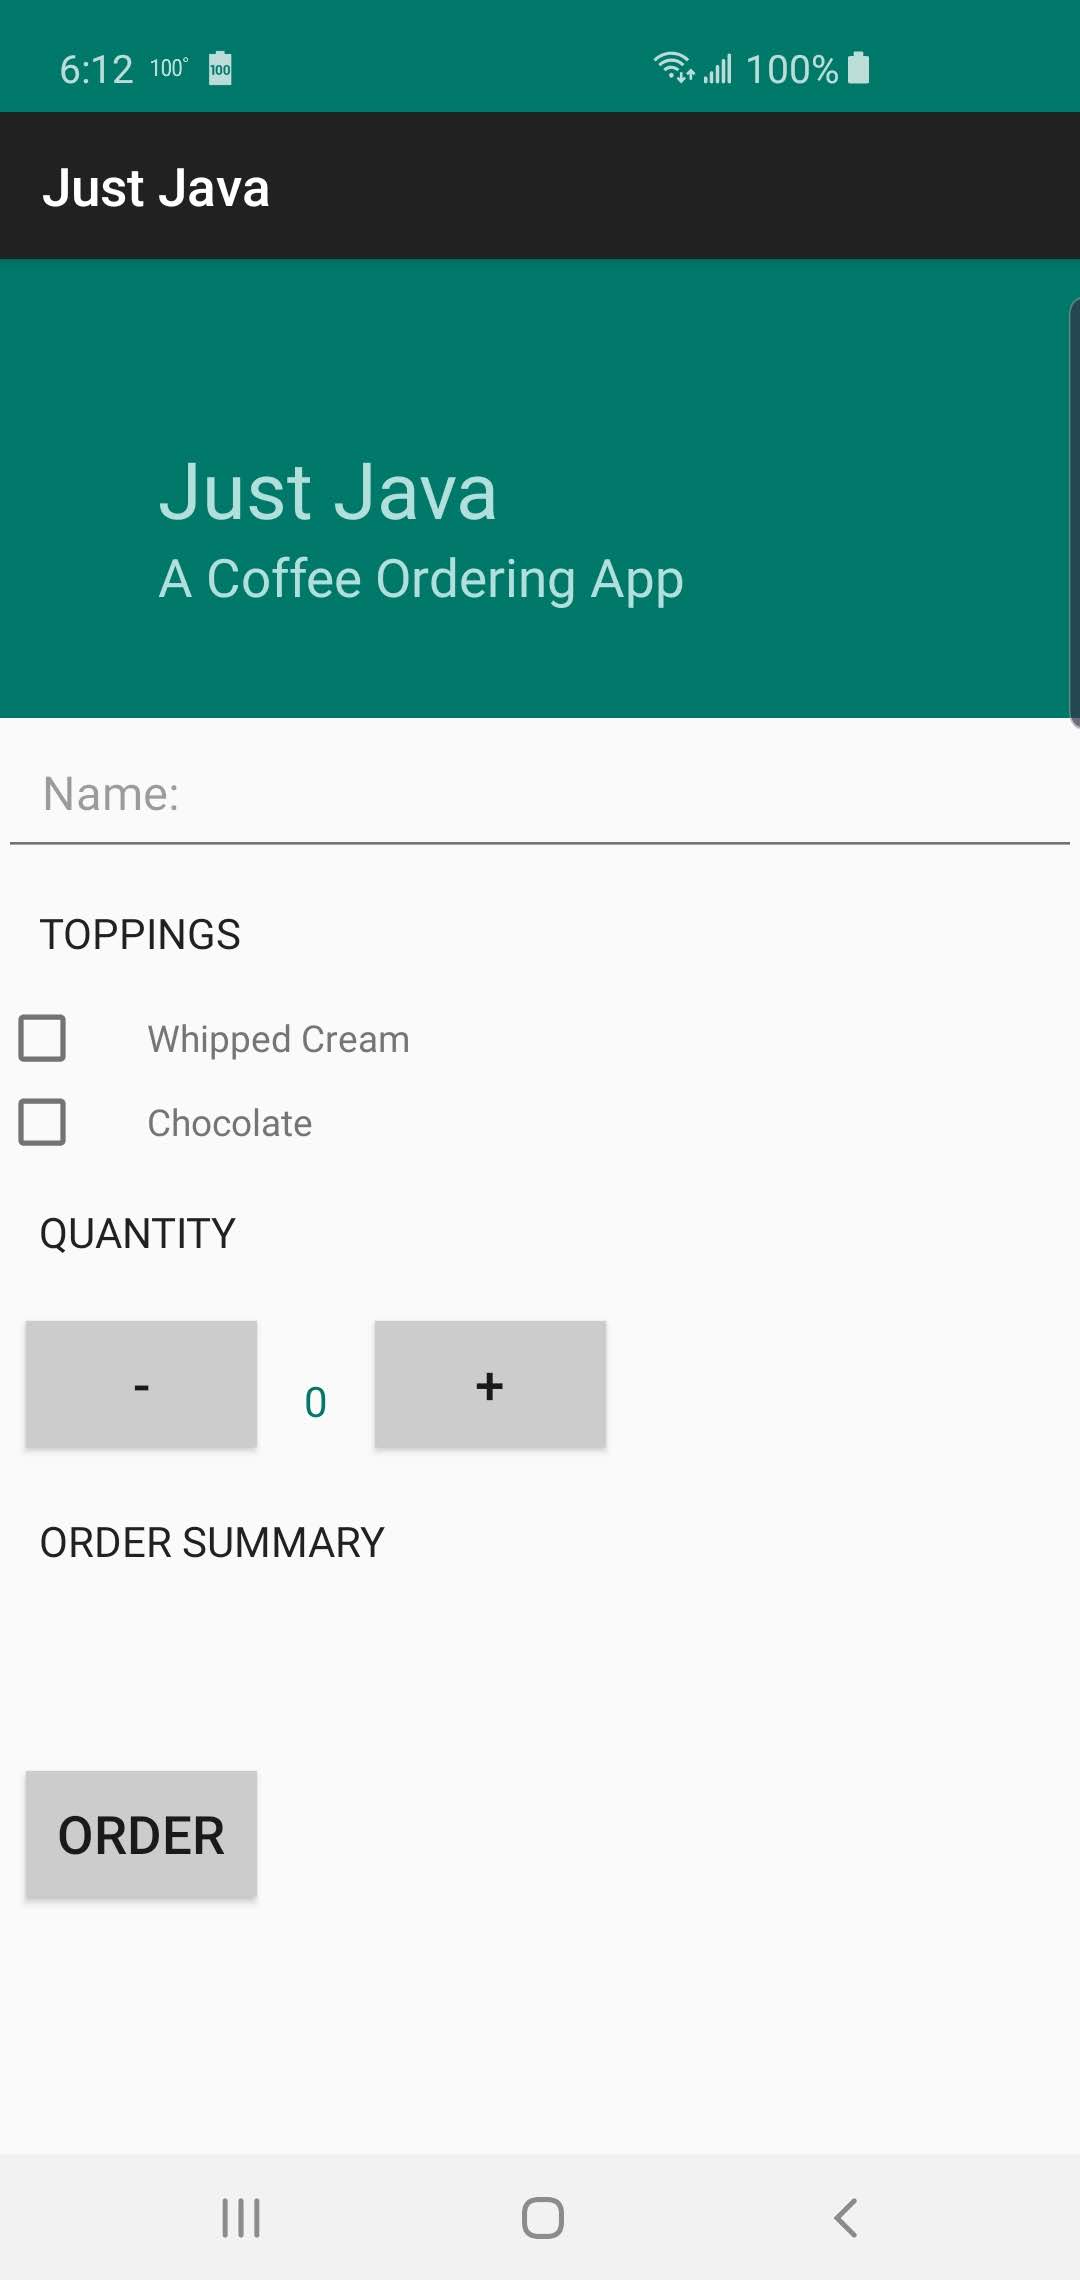 6:12 100° 100 100%
Just Java
Just Java
A Coffee Ordering App
Name:
TOPPINGS
Whipped Cream
Chocolate
QUANTITY
- 0 +
ORDER SUMMARY
ORDER